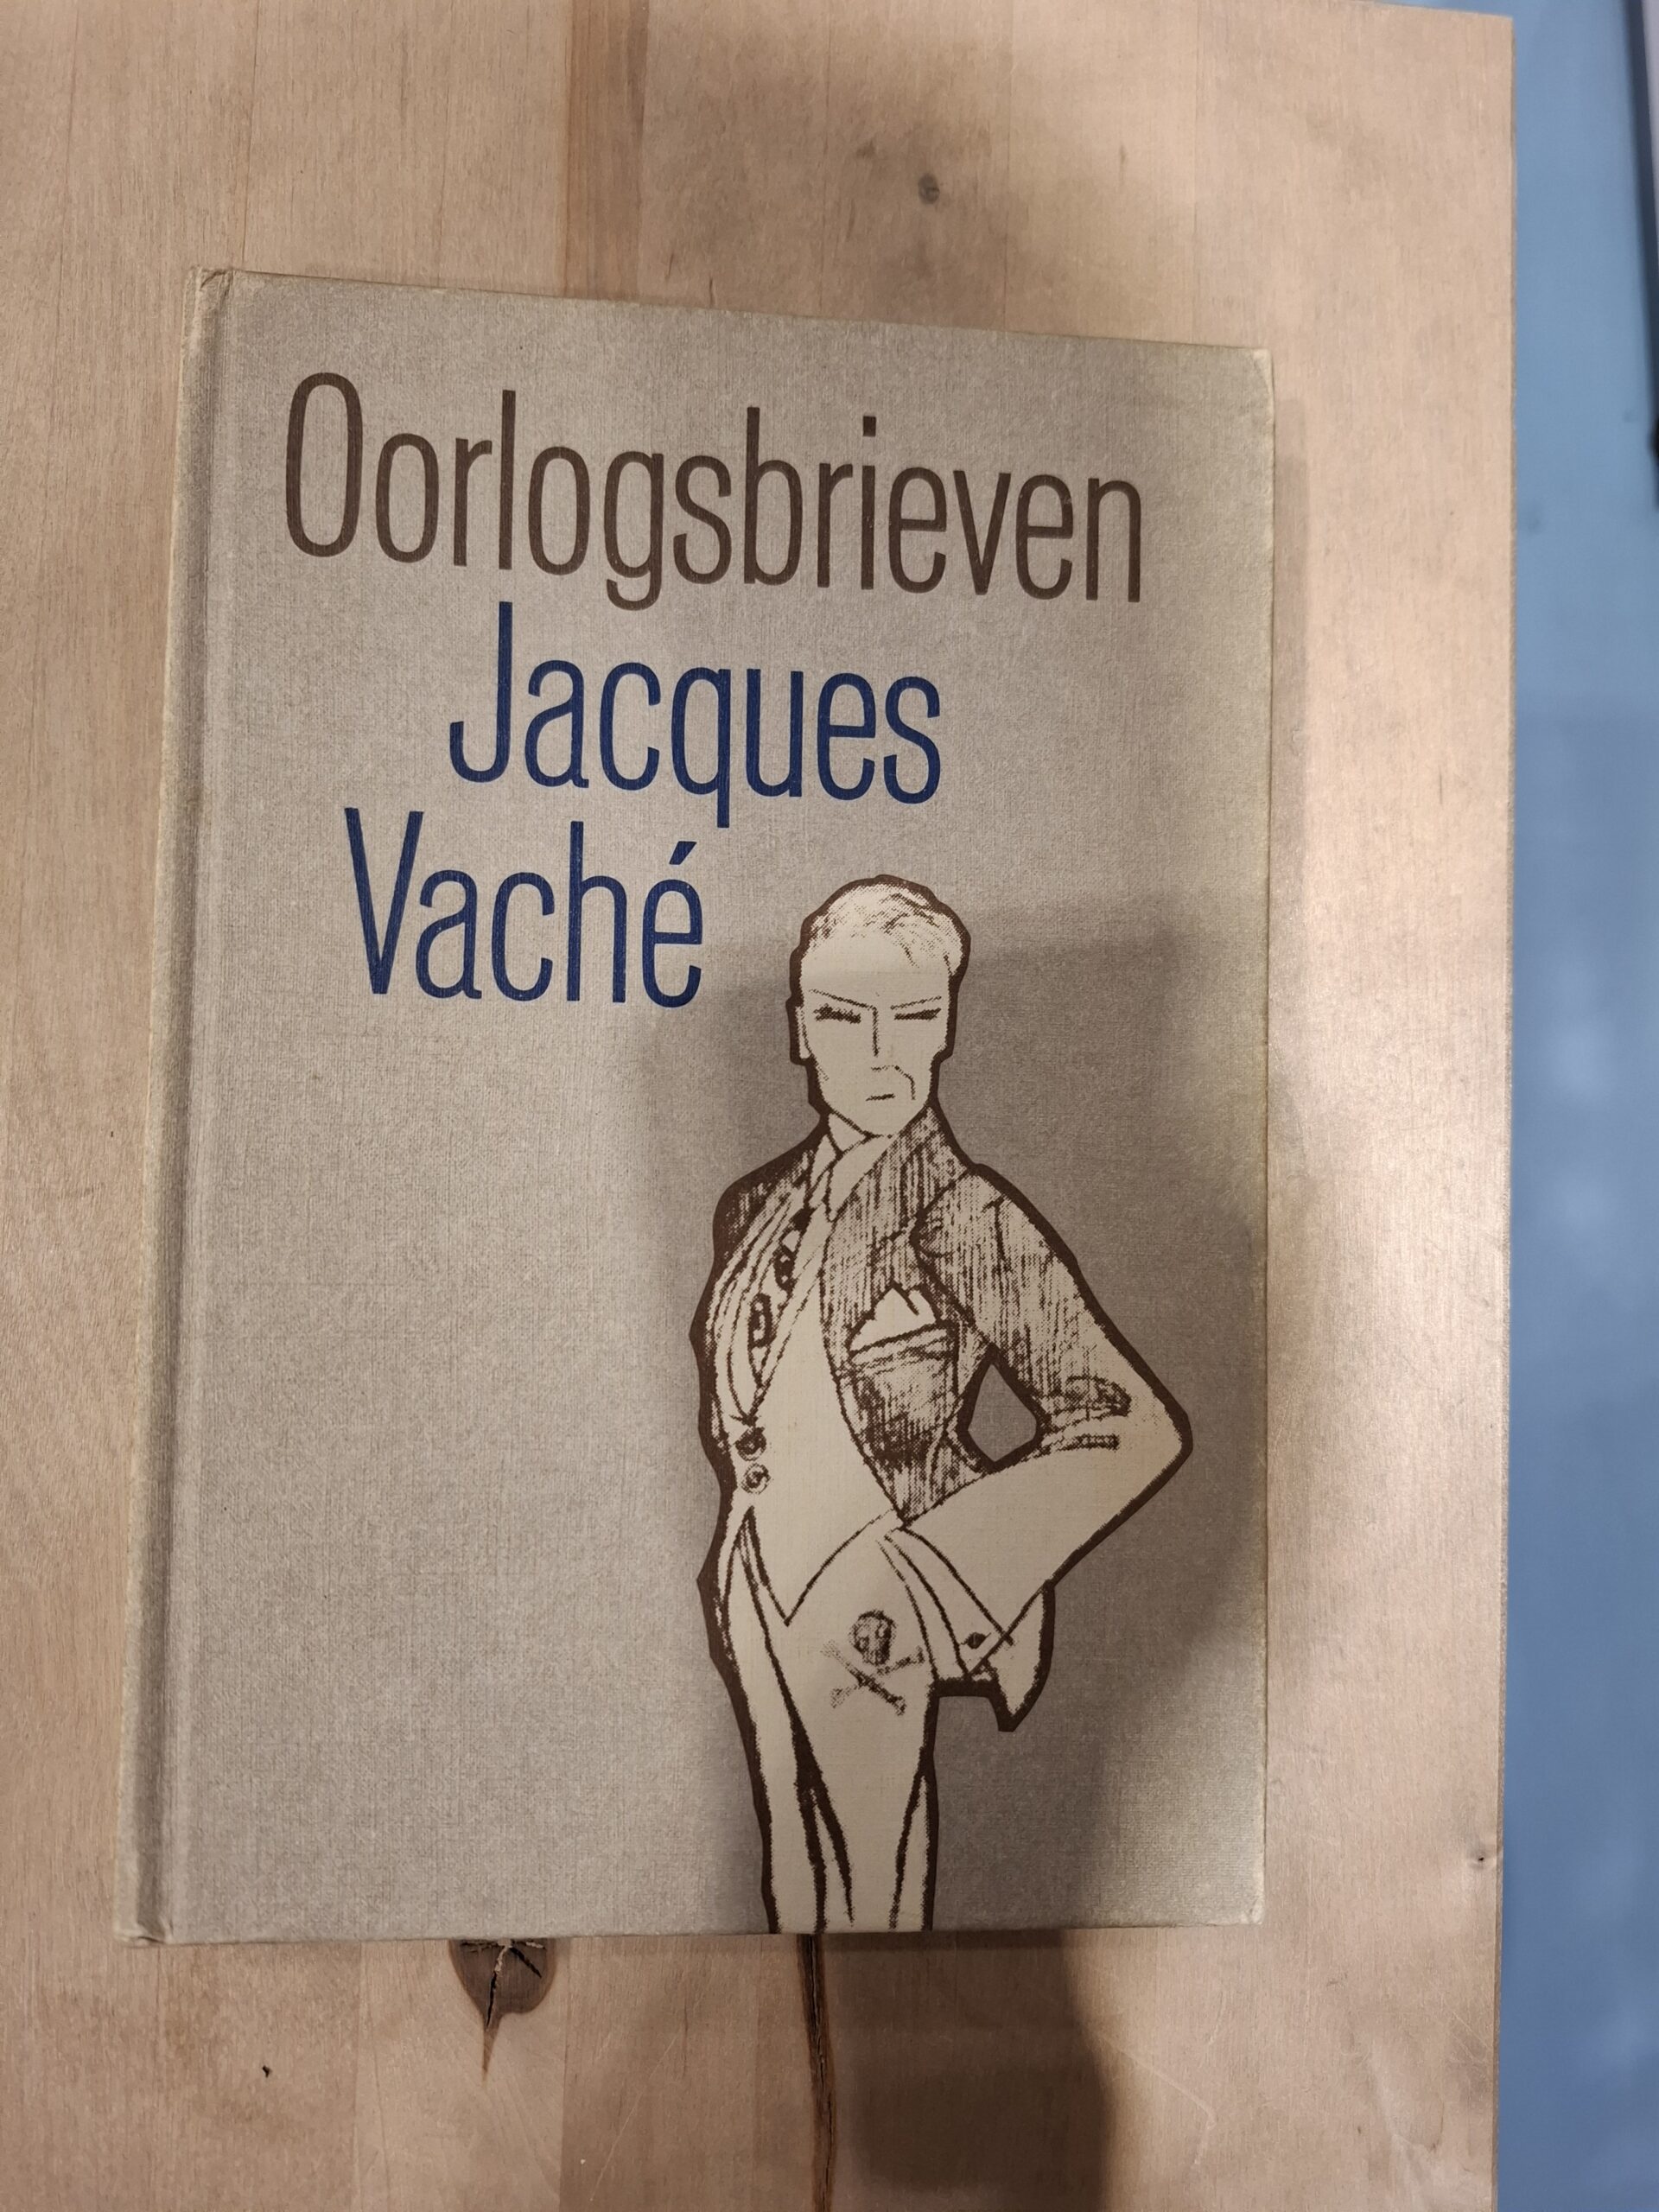 Oorlogsbrieven
Jacques
Vaché